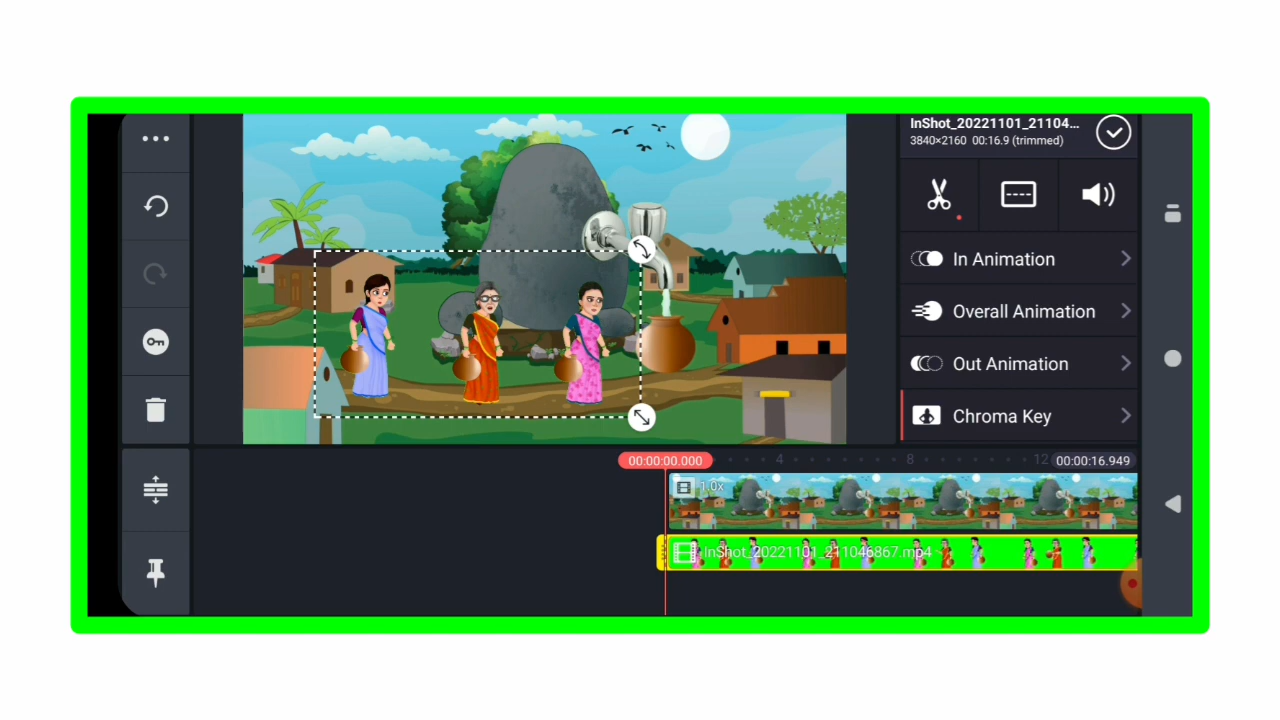 InShot_20221101_21104...
3840×2160 00:16.9 (trimmed)
In Animation
Overall Animation
Out Animation
Chroma Key
00:00:00.000
4
8
12
00:00:16.949
1.0x
InShot_20221101_211046867.mp4